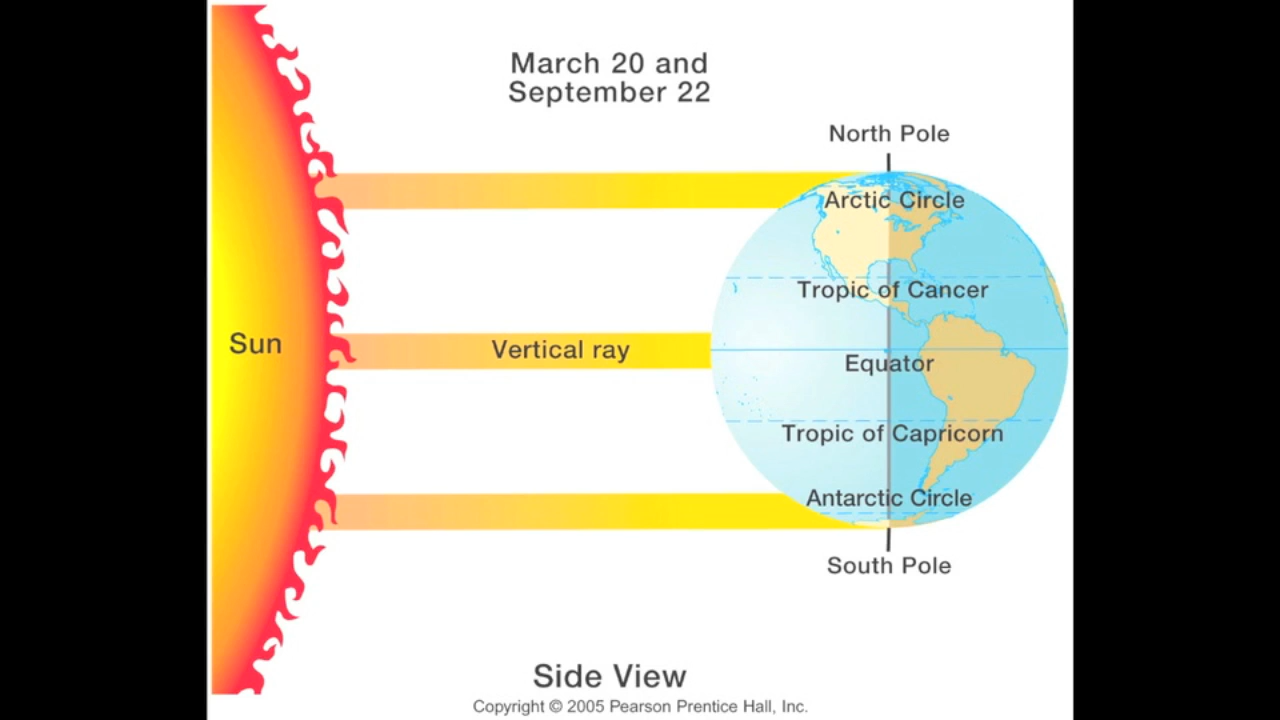 March 20 and
September 22
North Pole
Arctic Circle
Tropic of Cancer
Sun
Vertical ray
Equator
Tropic of Capricorn
Antarctic Circle
South Pole
Side View
Copyright © 2005 Pearson Prentice Hall, Inc.